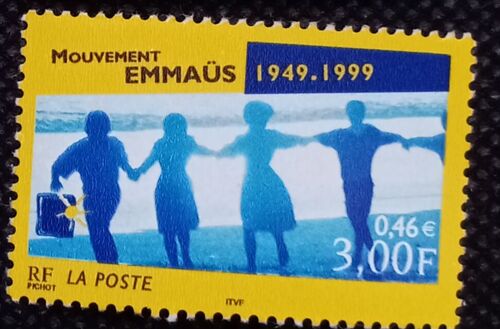 MOUVEMENT
EMMAÜS 1949.1999
0,46€
3,00F
RF LA POSTE
PICHOT
ITVF